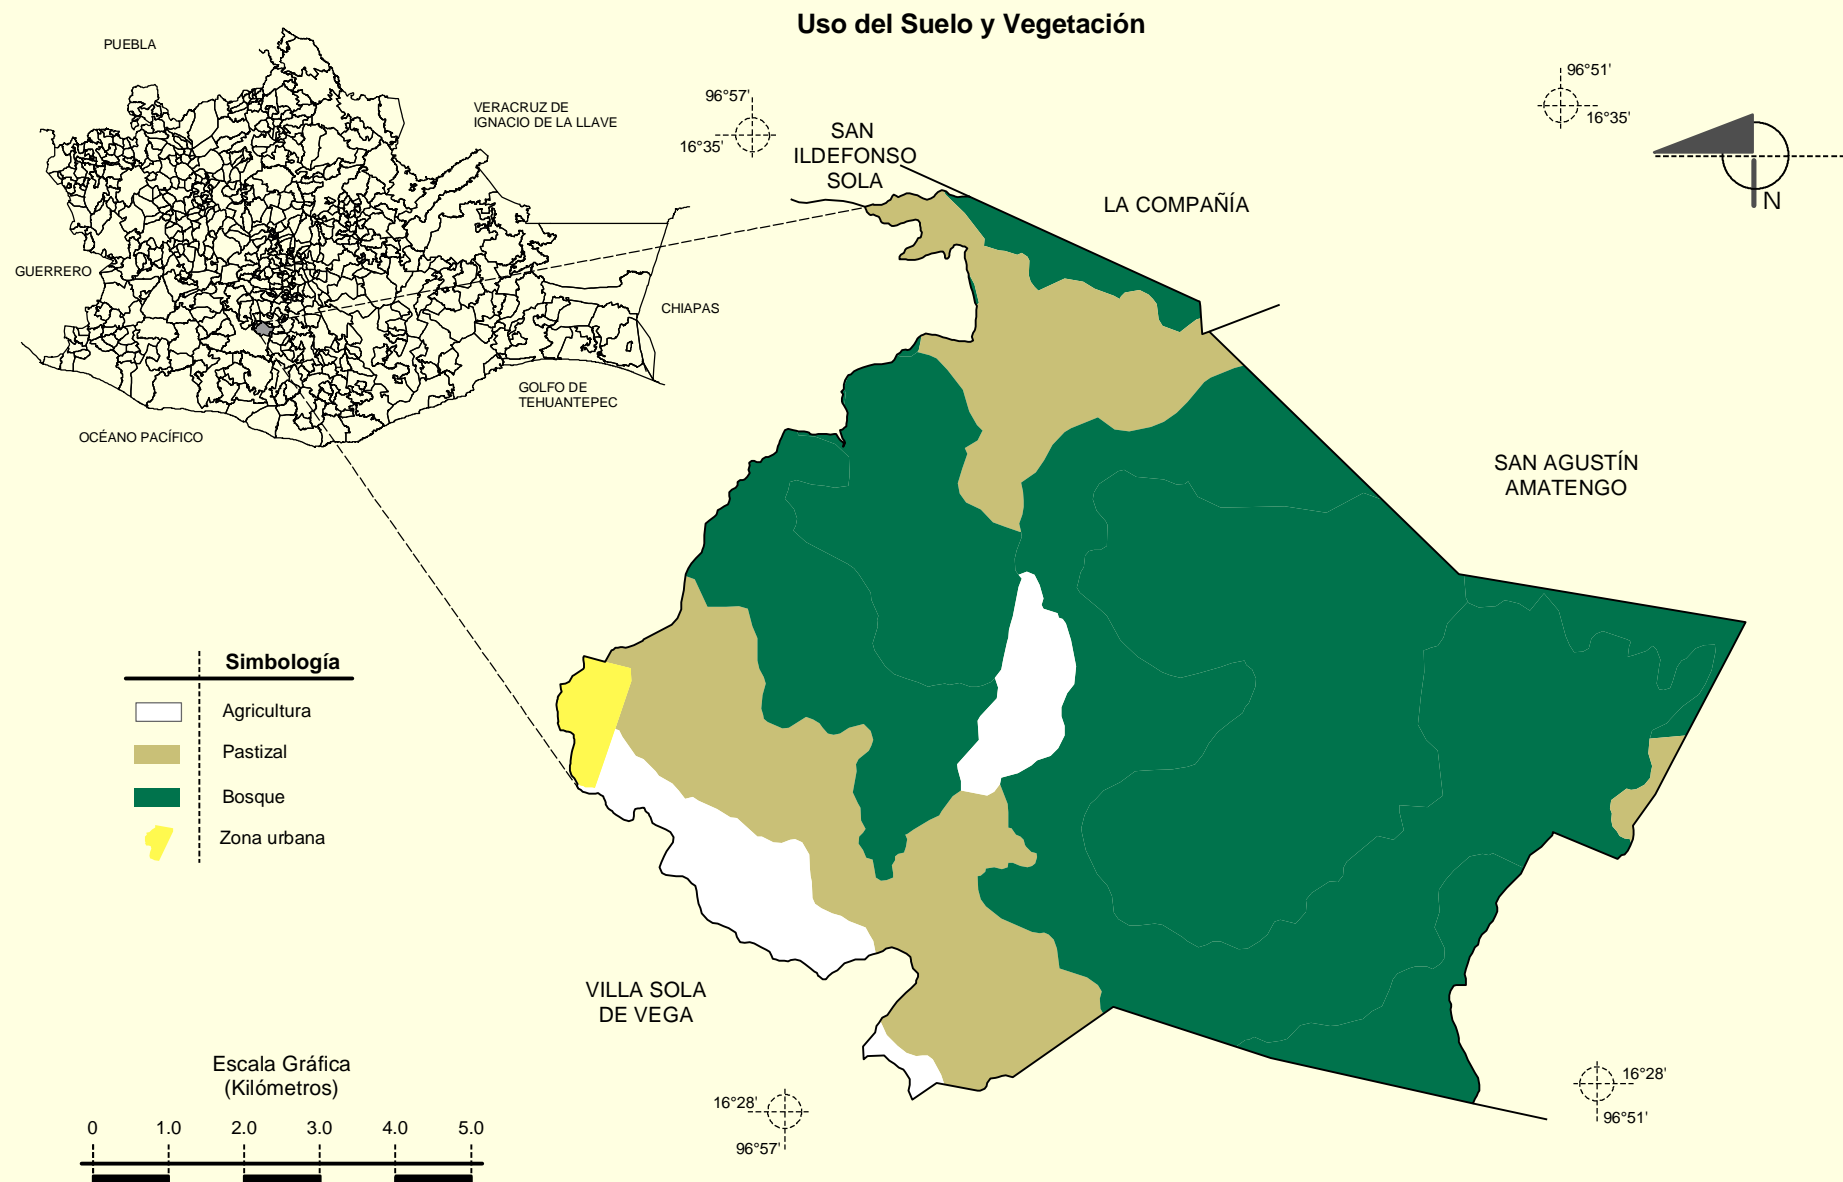 Uso del Suelo y Vegetación
PUEBLA
VERACRUZ DE
IGNACIO DE LA LLAVE
GUERRERO
CHIAPAS
GOLFO DE
TEHUANTEPEC
OCÉANO PACÍFICO
96°57'
16°35'
96°51'
16°35'
N
SAN
ILDEFONSO
SOLA
LA COMPAÑÍA
SAN AGUSTÍN
AMATENGO
VILLA SOLA
DE VEGA
Simbología
Agricultura
Pastizal
Bosque
Zona urbana
Escala Gráfica
(Kilómetros)
0 1.0 2.0 3.0 4.0 5.0
16°28'
96°57'
16°28'
96°51'